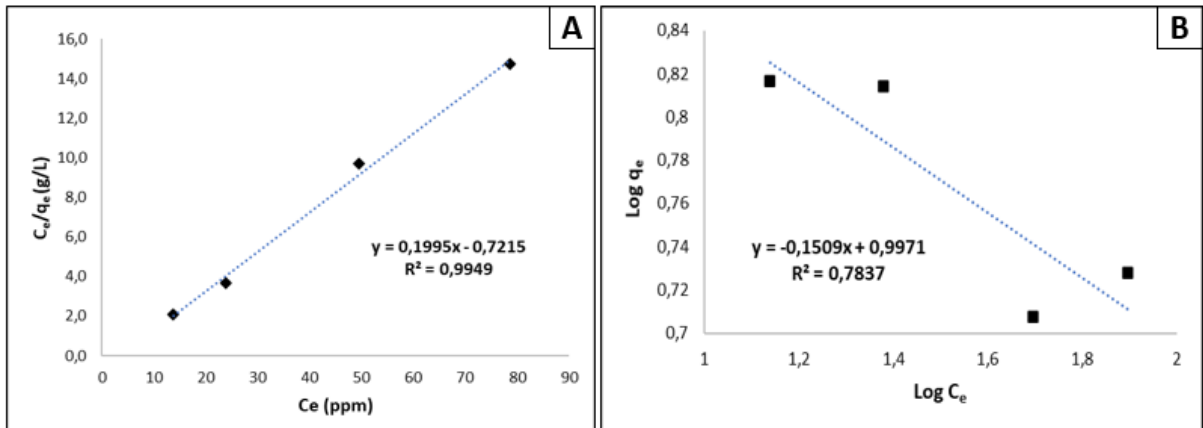 A
16,0
14,0
12,0
10,0
8,0
6,0
4,0
2,0
0,0
Cₑ/qₑ (g/L)
y = 0,1995x - 0,7215
R² = 0,9949
0 10 20 30 40 50 60 70 80 90
Ce (ppm)
B
0,84
0,82
0,8
0,78
0,76
0,74
0,72
0,7
Log qₑ
y = -0,1509x + 0,9971
R² = 0,7837
1 1,2 1,4 1,6 1,8 2
Log Cₑ